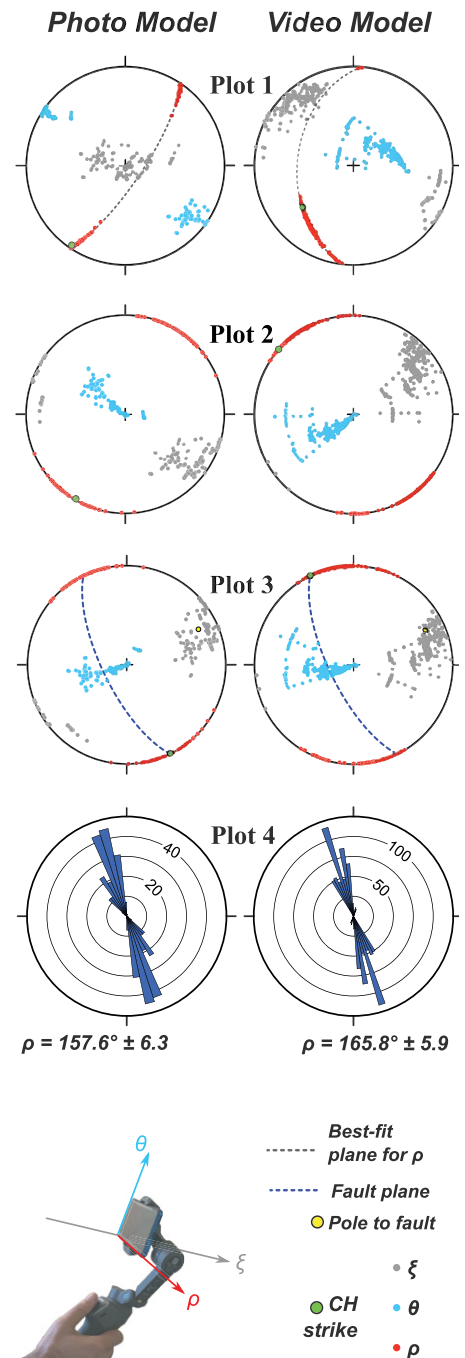 Photo Model Video Model
Plot 1
Plot 2
Plot 3
Plot 4
40
20
100
50
ρ = 157.6° ± 6.3
ρ = 165.8° ± 5.9
θ
ξ
ρ
Best-fit
plane for ρ
Fault plane
Pole to fault
CH
strike
ξ
θ
ρ